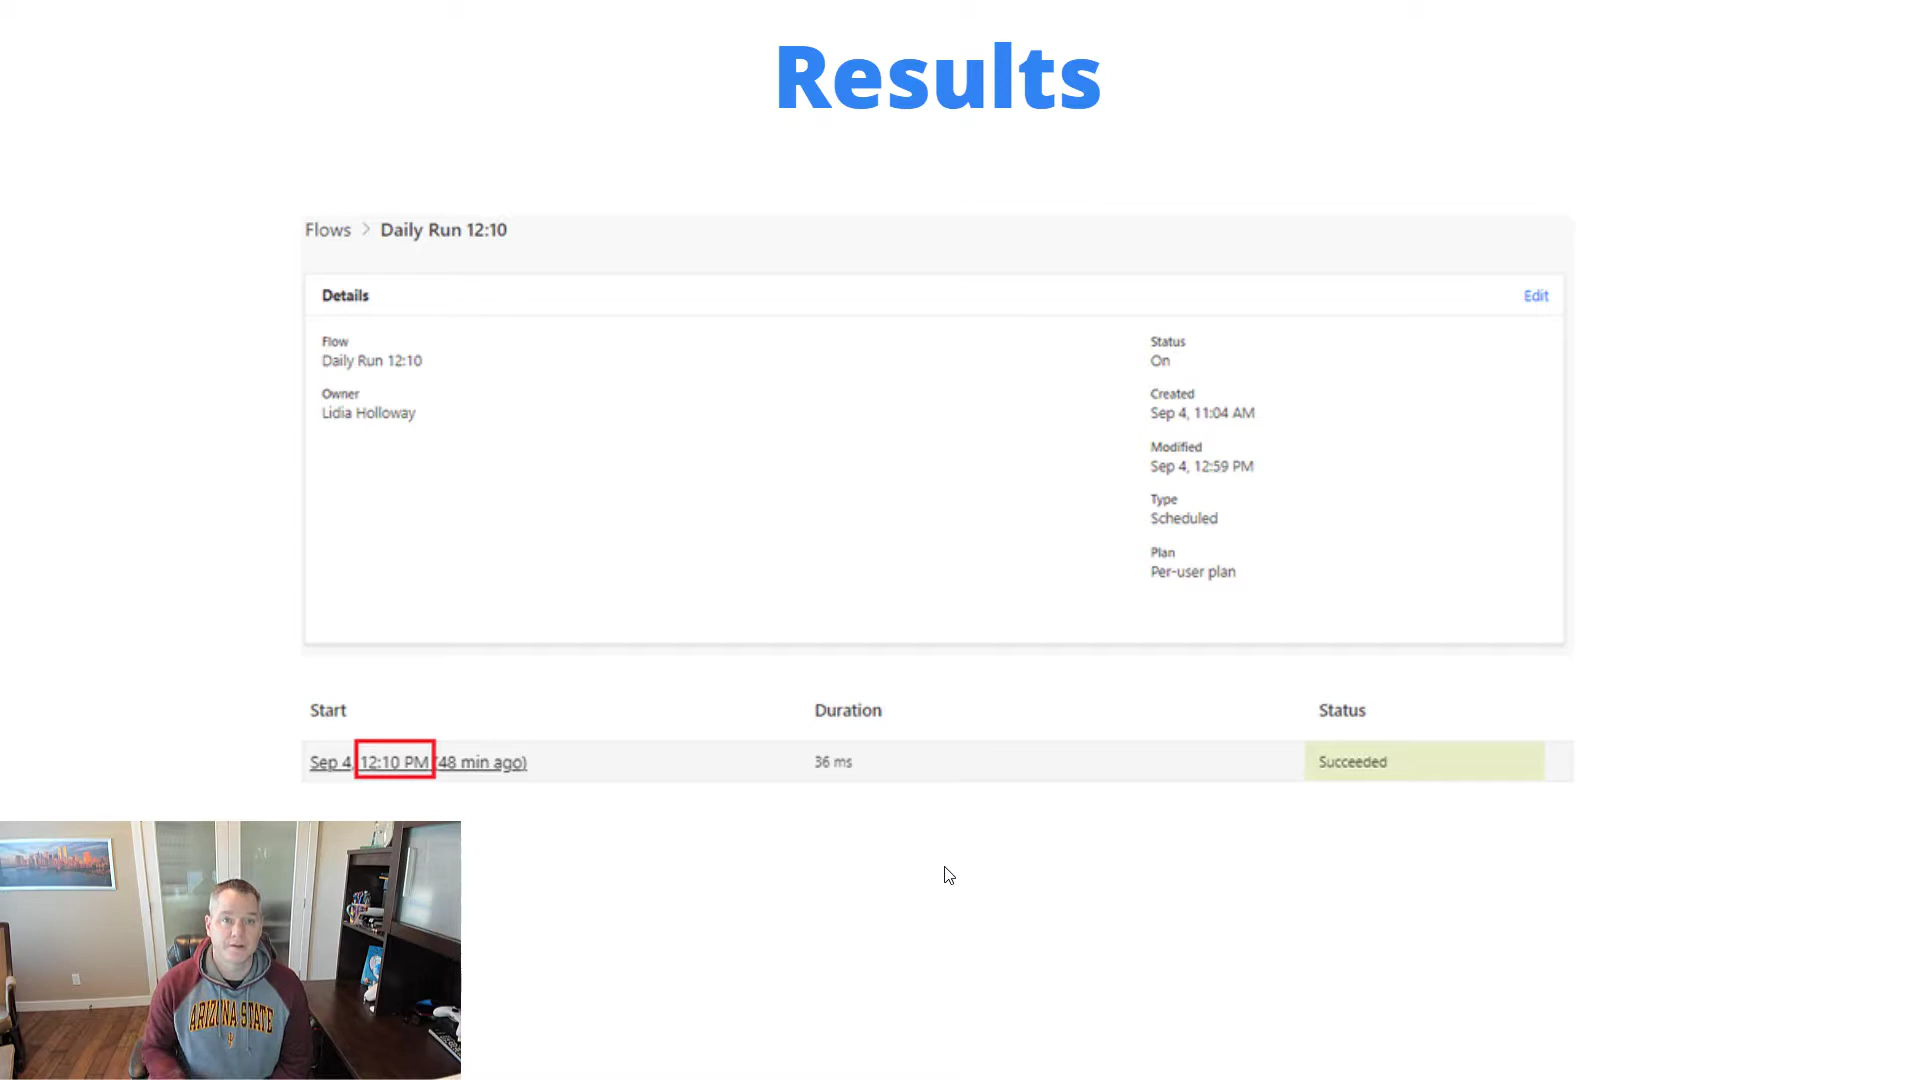 Results
Flows > Daily Run 12:10
Details
Edit
Flow
Daily Run 12:10
Owner
Lidia Holloway
Status
On
Created
Sep 4, 11:04 AM
Modified
Sep 4, 12:59 PM
Type
Scheduled
Plan
Per-user plan
Start Duration Status
Sep 4, 12:10 PM (48 min ago) 36 ms Succeeded
ARIZONA STATE